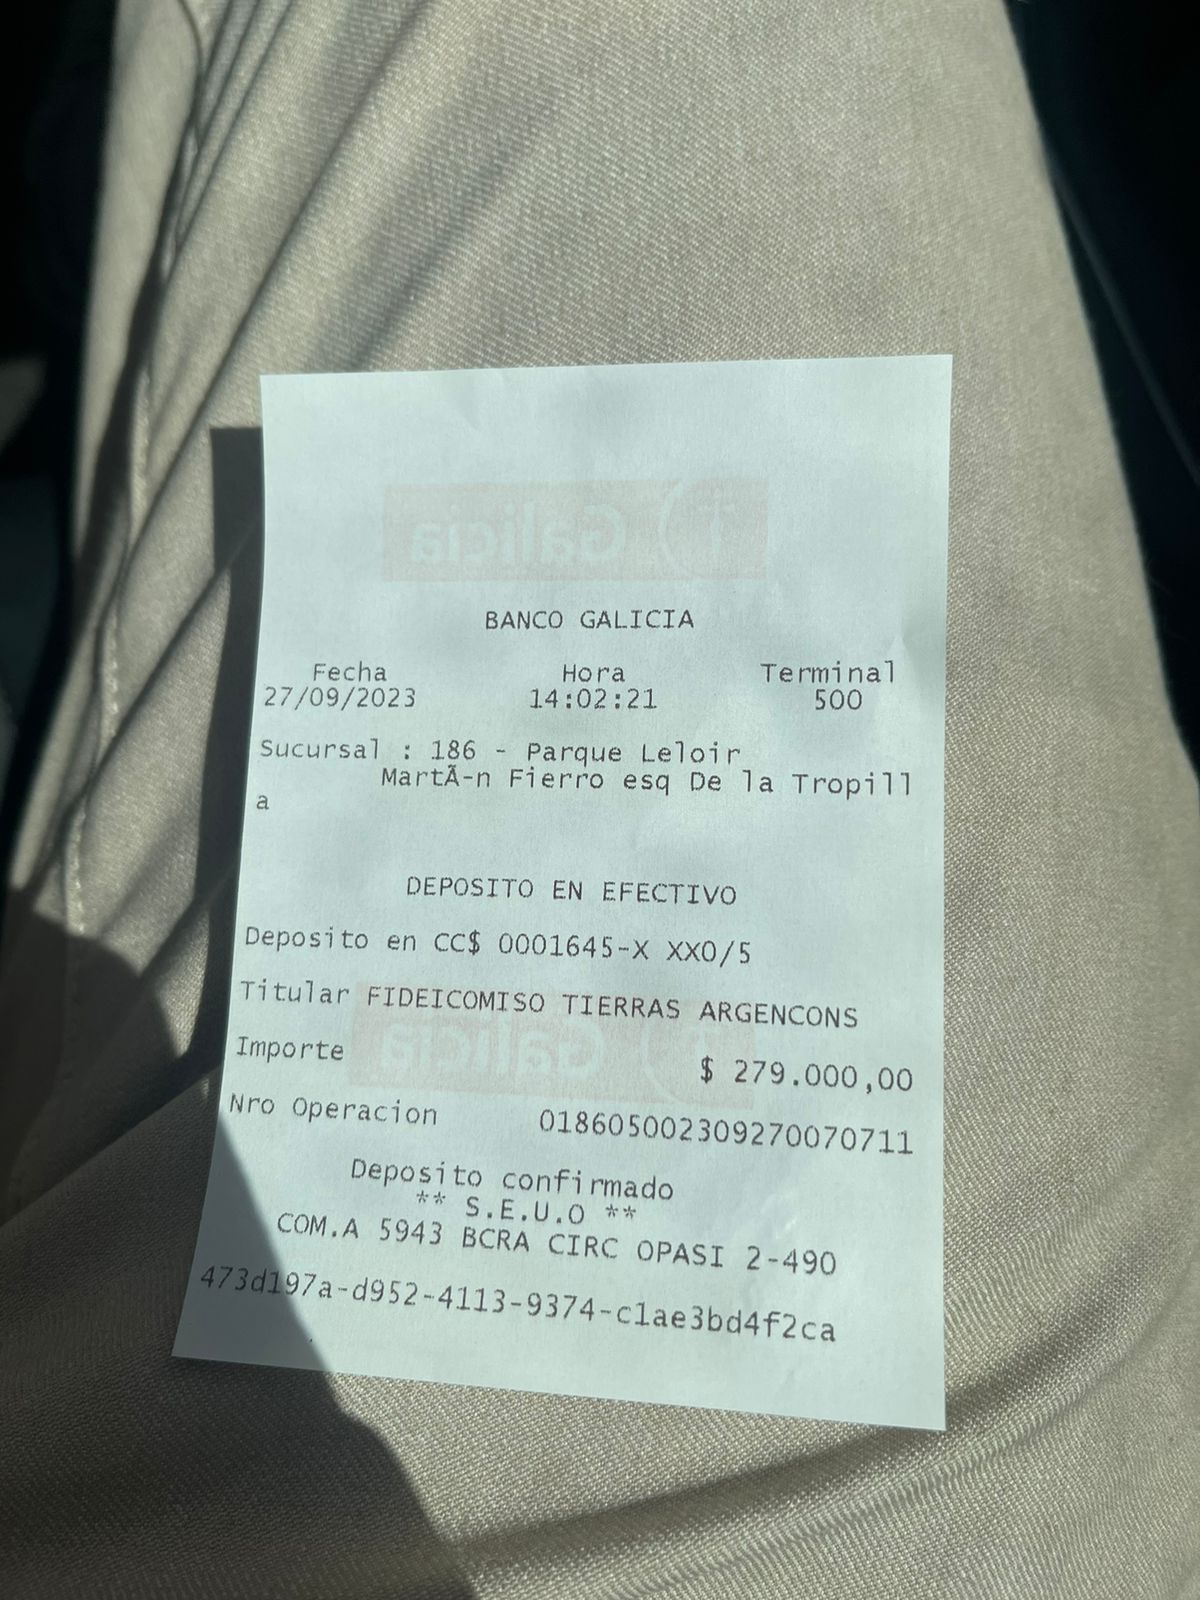 Galicia
BANCO GALICIA
Fecha Hora Terminal
27/09/2023 14:02:21 500
Sucursal : 186 - Parque Leloir
MartÃ-n Fierro esq De la Tropill
a
DEPOSITO EN EFECTIVO
Deposito en CC$ 0001645-X XX0/5
Titular FIDEICOMISO TIERRAS ARGENCONS
Galicia
Importe $ 279.000,00
Nro Operacion 018605002309270070711
Deposito confirmado
** S.E.U.O **
COM.A 5943 BCRA CIRC OPASI 2-490
473d197a-d952-4113-9374-c1ae3bd4f2ca